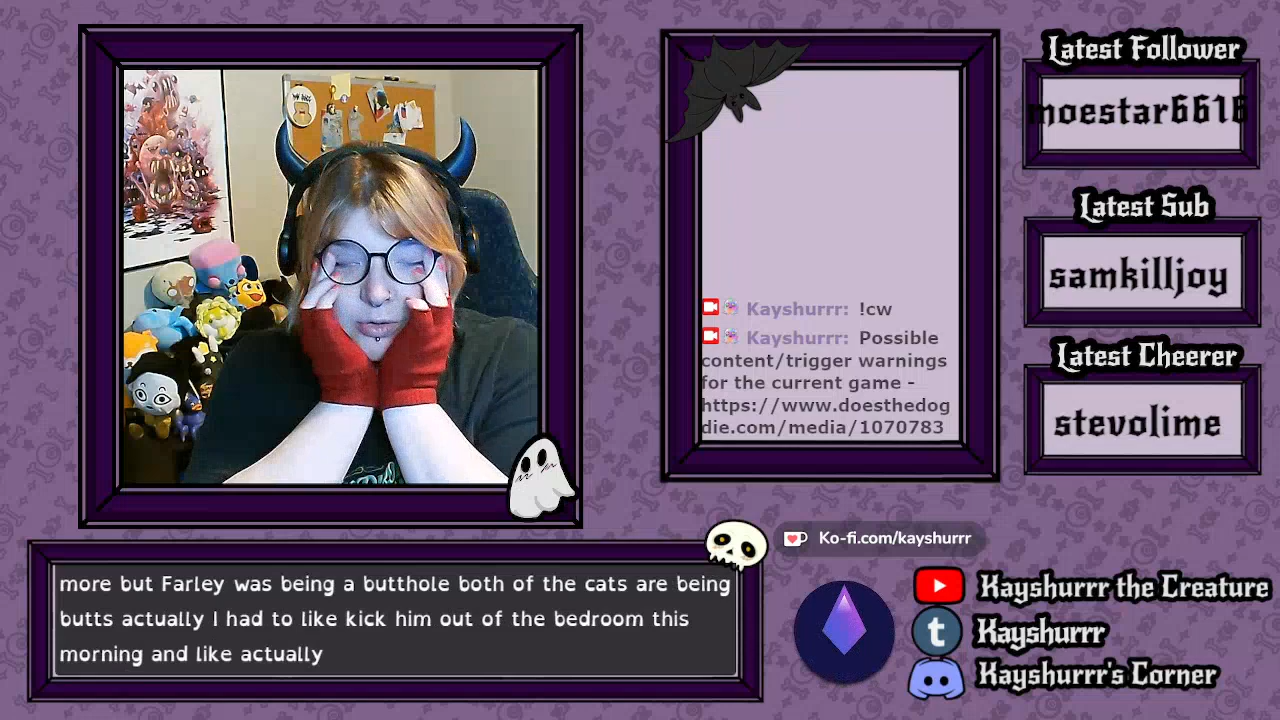 Latest Follower
moestar6616
Latest Sub
samkilljoy
Latest Cheerer
stevolime
Kayshurrr: !cw
Kayshurrr: Possible
content/trigger warnings
for the current game -
https://www.doesthedog
die.com/media/1070783
more but Farley was being a butthole both of the cats are being
butts actually I had to like kick him out of the bedroom this
morning and like actually
Ko-fi.com/kayshurrr
Kayshurrr the Creature
t Kayshurrr
Kayshurrr's Corner